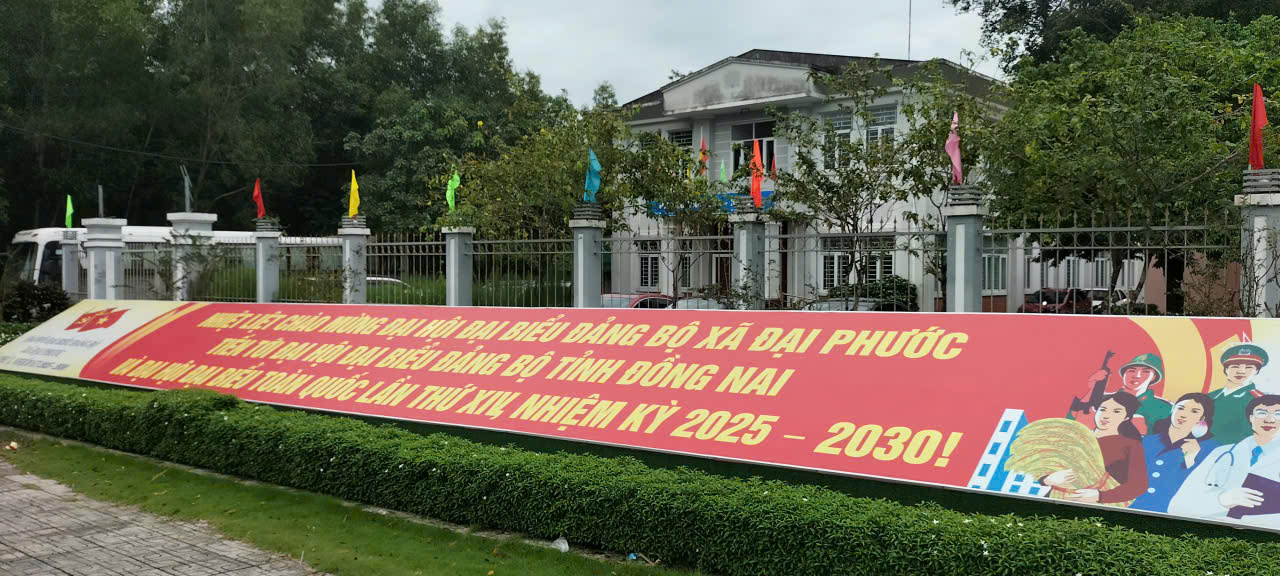 NHIỆT LIỆT CHÀO MỪNG ĐẠI HỘI ĐẠI BIỂU ĐẢNG BỘ XÃ ĐẠI PHƯỚC
TIẾN TỚI ĐẠI HỘI ĐẠI BIỂU ĐẢNG BỘ TỈNH ĐỒNG NAI
VÀ ĐẠI HỘI ĐẠI BIỂU TOÀN QUỐC LẦN THỨ XIV, NHIỆM KỲ 2025 - 2030!